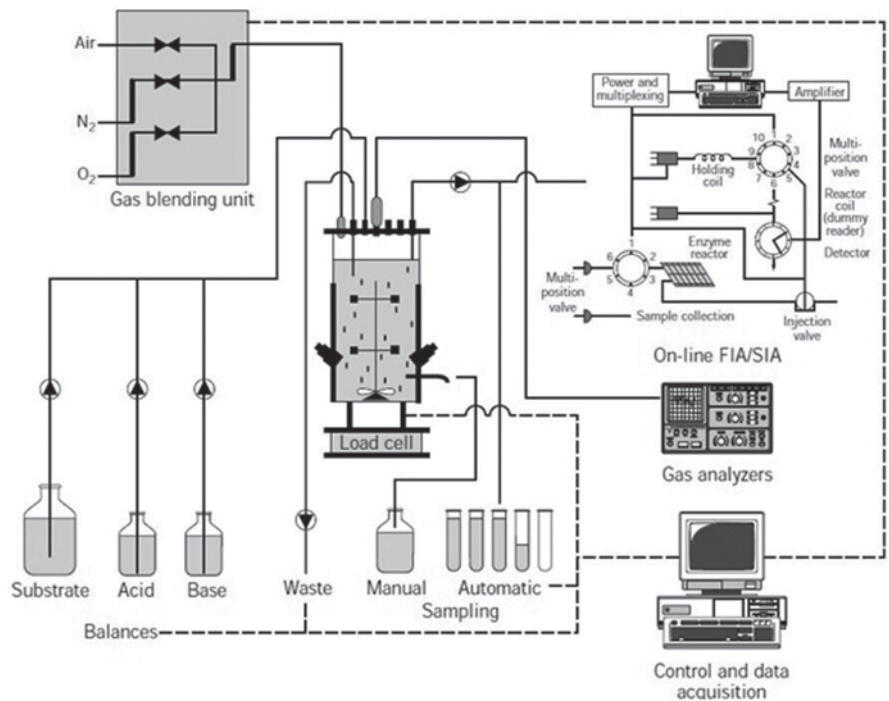 Air
N₂
O₂
Gas blending unit
Power and
multiplexing
Amplifier
10 1 2
9 3
8 4
7 6 5
Holding
coil
Multi-
position
valve
Reactor
coil
(dummy
reader)
Detector
Enzyme
reactor
1
6 2
5 3
4
Multi-
position
valve
Sample collection
Injection
valve
On-line FIA/SIA
Load cell
Gas analyzers
Substrate
Acid
Base
Waste
Manual
Automatic
Sampling
Balances
Control and data
acquisition